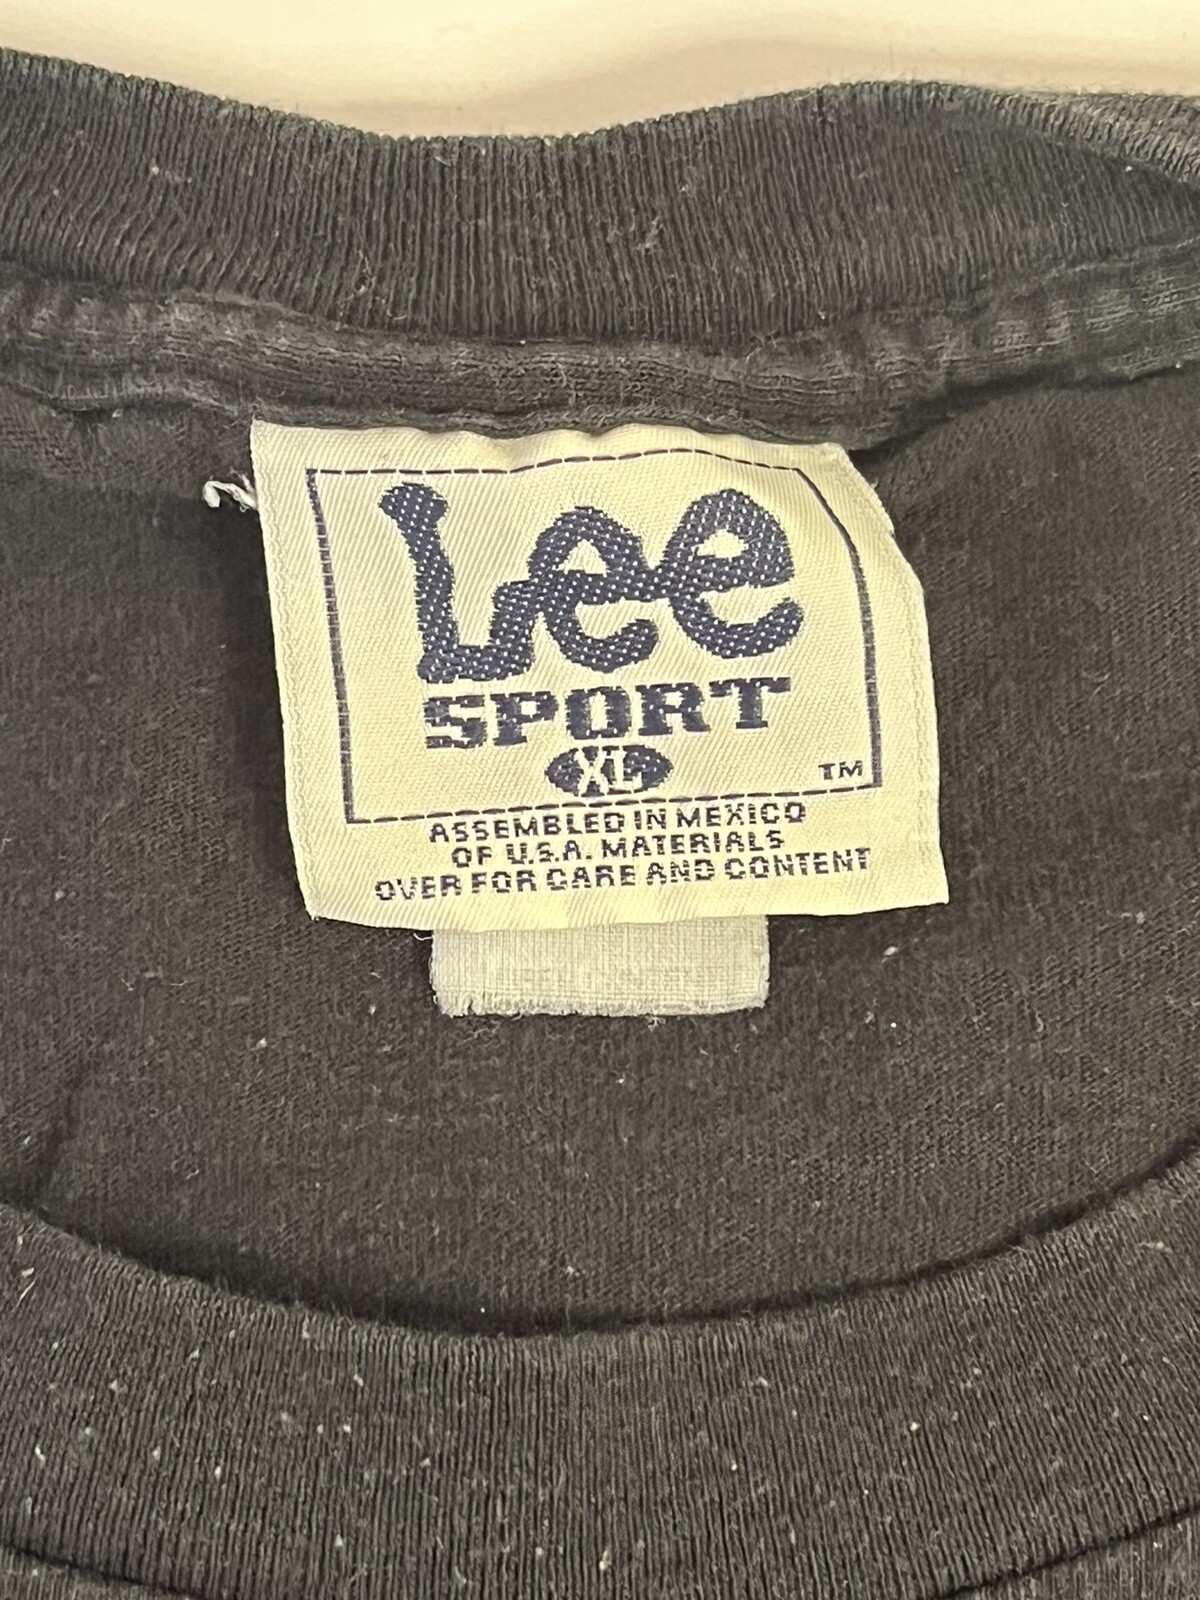 Lee
SPORT
XL
TM
ASSEMBLED IN MEXICO
OF U.S.A. MATERIALS
OVER FOR CARE AND CONTENT